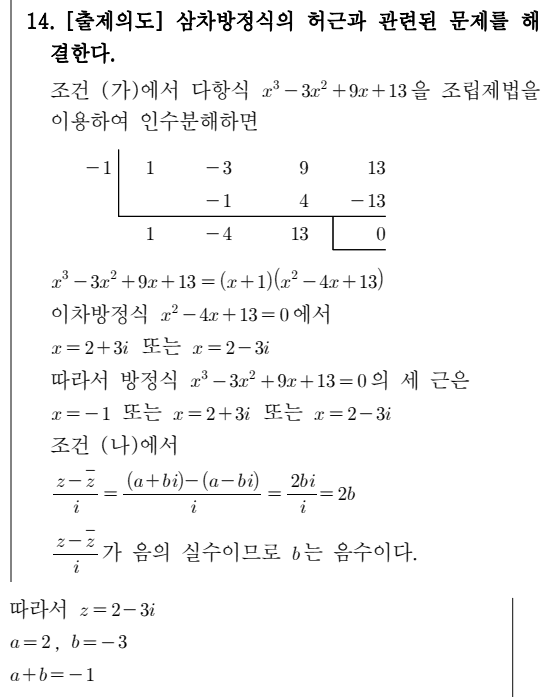 14. [출제의도] 삼차방정식의 허근과 관련된 문제를 해
결한다.
조건 (가)에서 다항식 x³−3x²+9x+13을 조립제법을
이용하여 인수분해하면
−1 | 1 −3 9 13
−1 4 −13
1 −4 13 0
x³−3x²+9x+13=(x+1)(x²−4x+13)
이차방정식 x²−4x+13=0에서
x=2+3i 또는 x=2−3i
따라서 방정식 x³−3x²+9x+13=0의 세 근은
x=−1 또는 x=2+3i 또는 x=2−3i
조건 (나)에서
(z−z̅)/i = ((a+bi)−(a−bi))/i = 2bi/i = 2b
(z−z̅)/i 가 음의 실수이므로 b는 음수이다.
따라서 z=2−3i
a=2, b=−3
a+b=−1